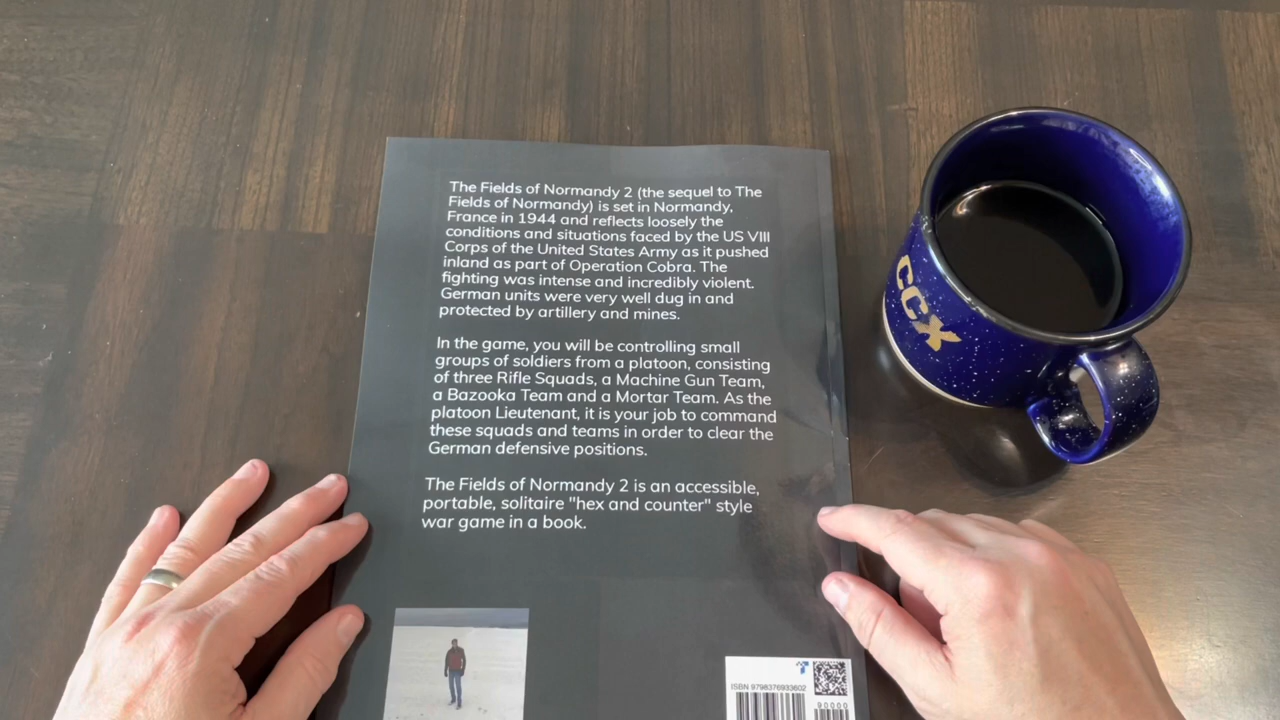 The Fields of Normandy 2 (the sequel to The
Fields of Normandy) is set in Normandy,
France in 1944 and reflects loosely the
conditions and situations faced by the US VIII
Corps of the United States Army as it pushed
inland as part of Operation Cobra. The
fighting was intense and incredibly violent.
German units were very well dug in and
protected by artillery and mines.
In the game, you will be controlling small
groups of soldiers from a platoon, consisting
of three Rifle Squads, a Machine Gun Team,
a Bazooka Team and a Mortar Team. As the
platoon Lieutenant, it is your job to command
these squads and teams in order to clear the
German defensive positions.
The Fields of Normandy 2 is an accessible,
portable, solitaire "hex and counter" style
war game in a book.
CCX
ISBN 9798376933602
90000